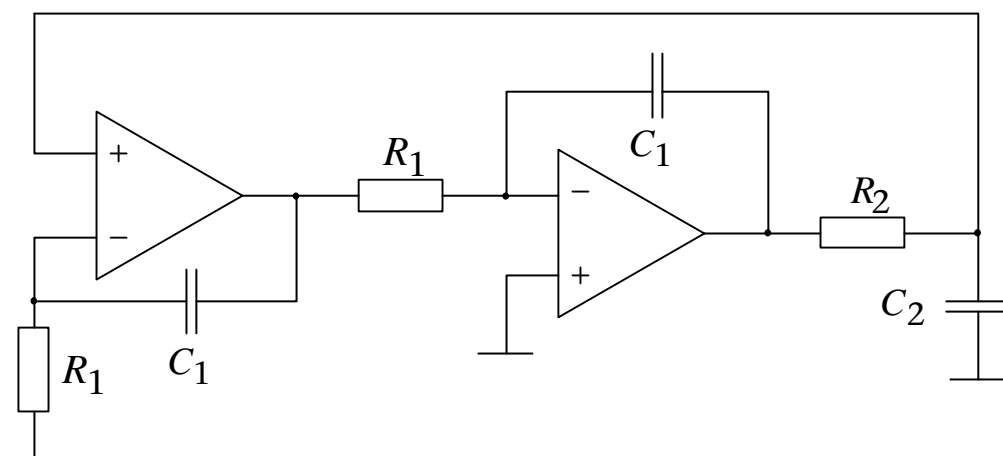 C₁
R₁
+
−
R₂
−
+
C₂
R₁
C₁